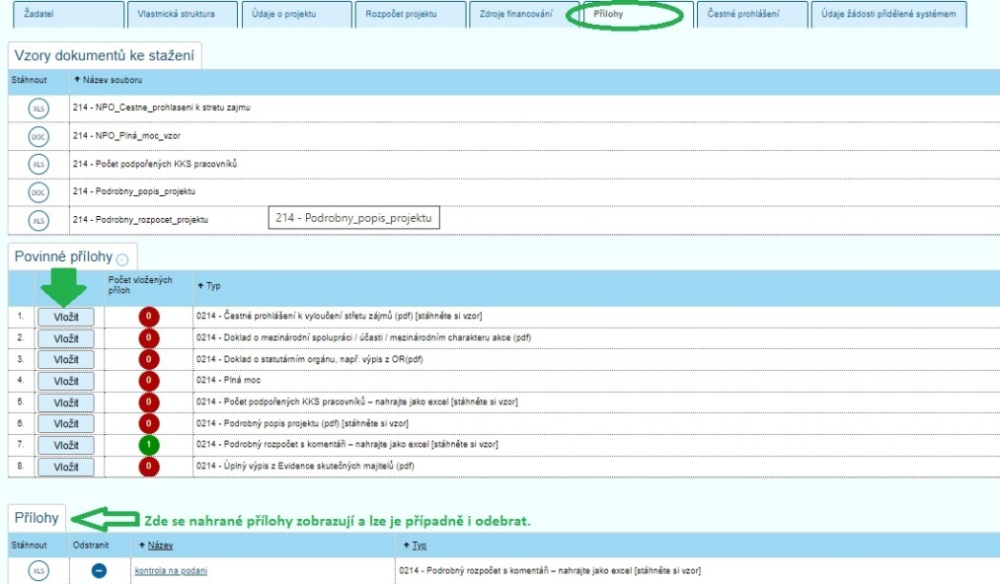 Žadatel Vlastnická struktura Údaje o projektu Rozpočet projektu Zdroje financování Přílohy Čestné prohlášení Údaje žádosti přidělené systémem
Vzory dokumentů ke stažení
Stáhnout Název souboru
XLS 214 - NPO_Cestne_prohlaseni k stretu zajmu
DOC 214 - NPO_Plná_moc_vzor
XLS 214 - Počet podpořených KKS pracovníků
DOC 214 - Podrobny_popis_projektu
XLS 214 - Podrobny_rozpocet_projektu 214 - Podrobny_popis_projektu
Povinné přílohy
Počet vložených příloh Typ
1. Vložit 0 0214 - Čestné prohlášení k vyloučení střetu zájmů (pdf) [stáhněte si vzor]
2. Vložit 0 0214 - Doklad o mezinárodní spolupráci / účasti / mezinárodním charakteru akce (pdf)
3. Vložit 0 0214 - Doklad o statutárním orgánu, např. výpis z OR(pdf)
4. Vložit 0 0214 - Plná moc
5. Vložit 0 0214 - Počet podpořených KKS pracovníků – nahrajte jako excel [stáhněte si vzor]
6. Vložit 0 0214 - Podrobný popis projektu (pdf) [stáhněte si vzor]
7. Vložit 1 0214 - Podrobný rozpočet s komentáři – nahrajte jako excel [stáhněte si vzor]
8. Vložit 0 0214 - Úplný výpis z Evidence skutečných majitelů (pdf)
Přílohy Zde se nahrané přílohy zobrazují a lze je případně i odebrat.
Stáhnout Odstranit Název Typ
XLS kontrola na podani 0214 - Podrobný rozpočet s komentáři – nahrajte jako excel [stáhněte si vzor]